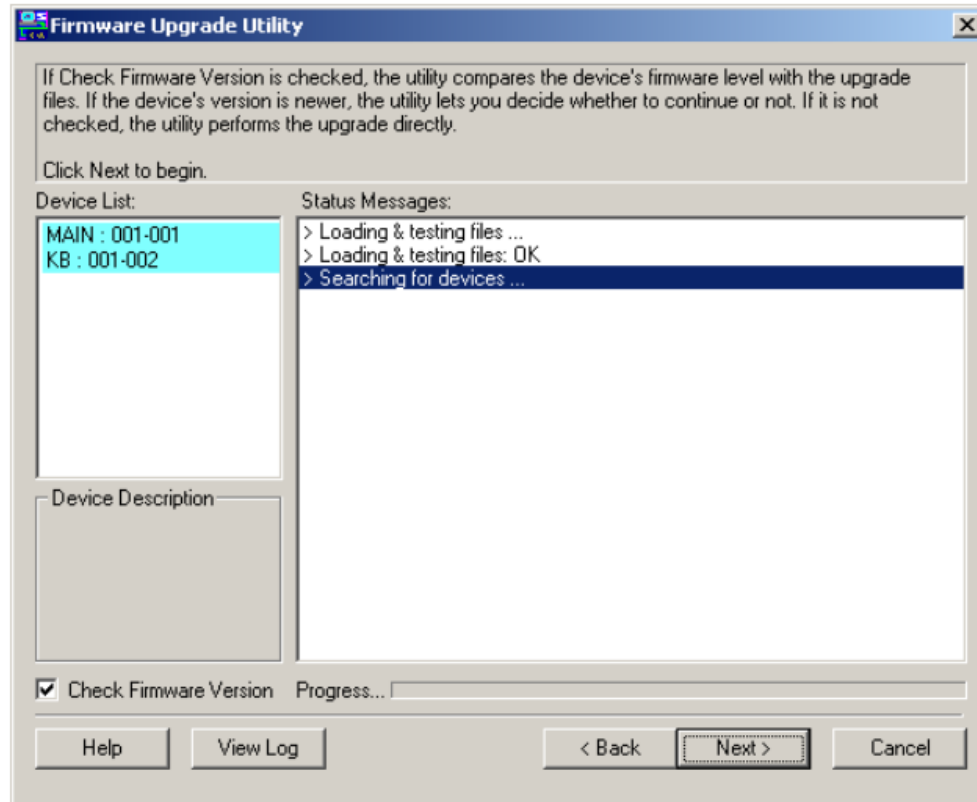 Firmware Upgrade Utility
If Check Firmware Version is checked, the utility compares the device's firmware level with the upgrade
files. If the device's version is newer, the utility lets you decide whether to continue or not. If it is not
checked, the utility performs the upgrade directly.
Click Next to begin.
Device List:
MAIN : 001-001
KB : 001-002
Status Messages:
> Loading & testing files ...
> Loading & testing files: OK
> Searching for devices ...
Device Description
Check Firmware Version Progress...
Help View Log < Back Next > Cancel